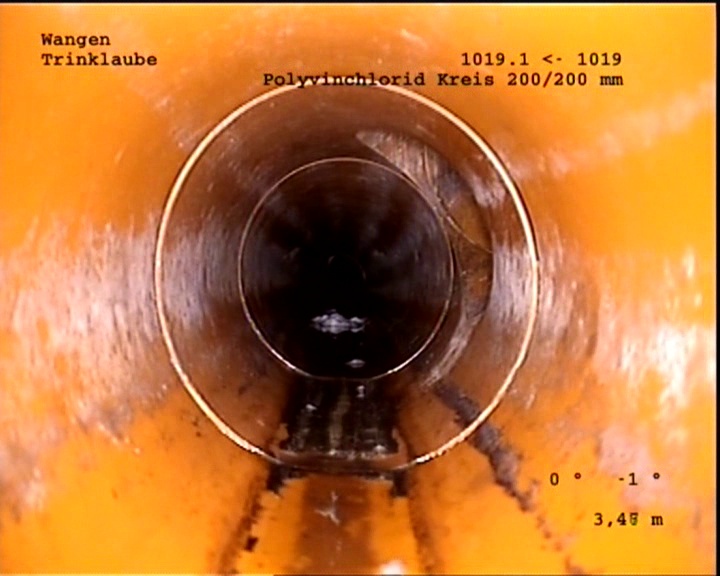 Wangen
Trinklaube
1019.1 <- 1019
Polyvinchlorid Kreis 200/200 mm
0 ° -1 °
m